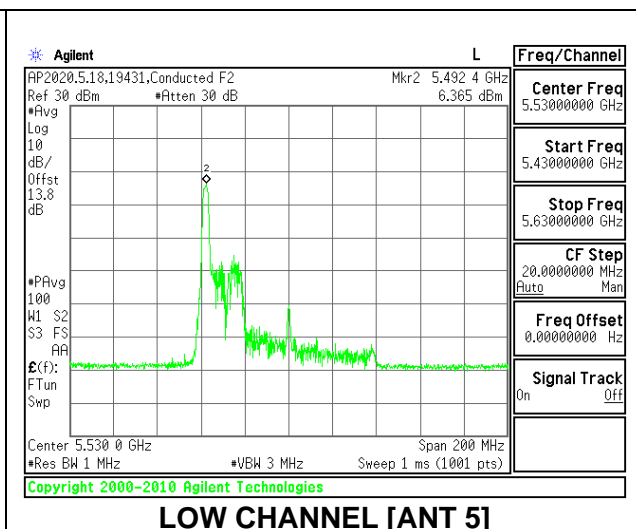 Agilent L
AP2020.5.18,19431,Conducted F2 Mkr2 5.492 4 GHz
Ref 30 dBm #Atten 30 dB 6.365 dBm
#Avg
Log
10
dB/
Offst
13.8
dB
2
#PAvg
100
W1 S2
S3 FS
AA
£(f):
FTun
Swp
Center 5.530 0 GHz Span 200 MHz
#Res BW 1 MHz #VBW 3 MHz Sweep 1 ms (1001 pts)
Copyright 2000-2010 Agilent Technologies
Freq/Channel
Center Freq
5.53000000 GHz
Start Freq
5.43000000 GHz
Stop Freq
5.63000000 GHz
CF Step
20.0000000 MHz
Auto Man
Freq Offset
0.00000000 Hz
Signal Track
On Off
LOW CHANNEL [ANT 5]